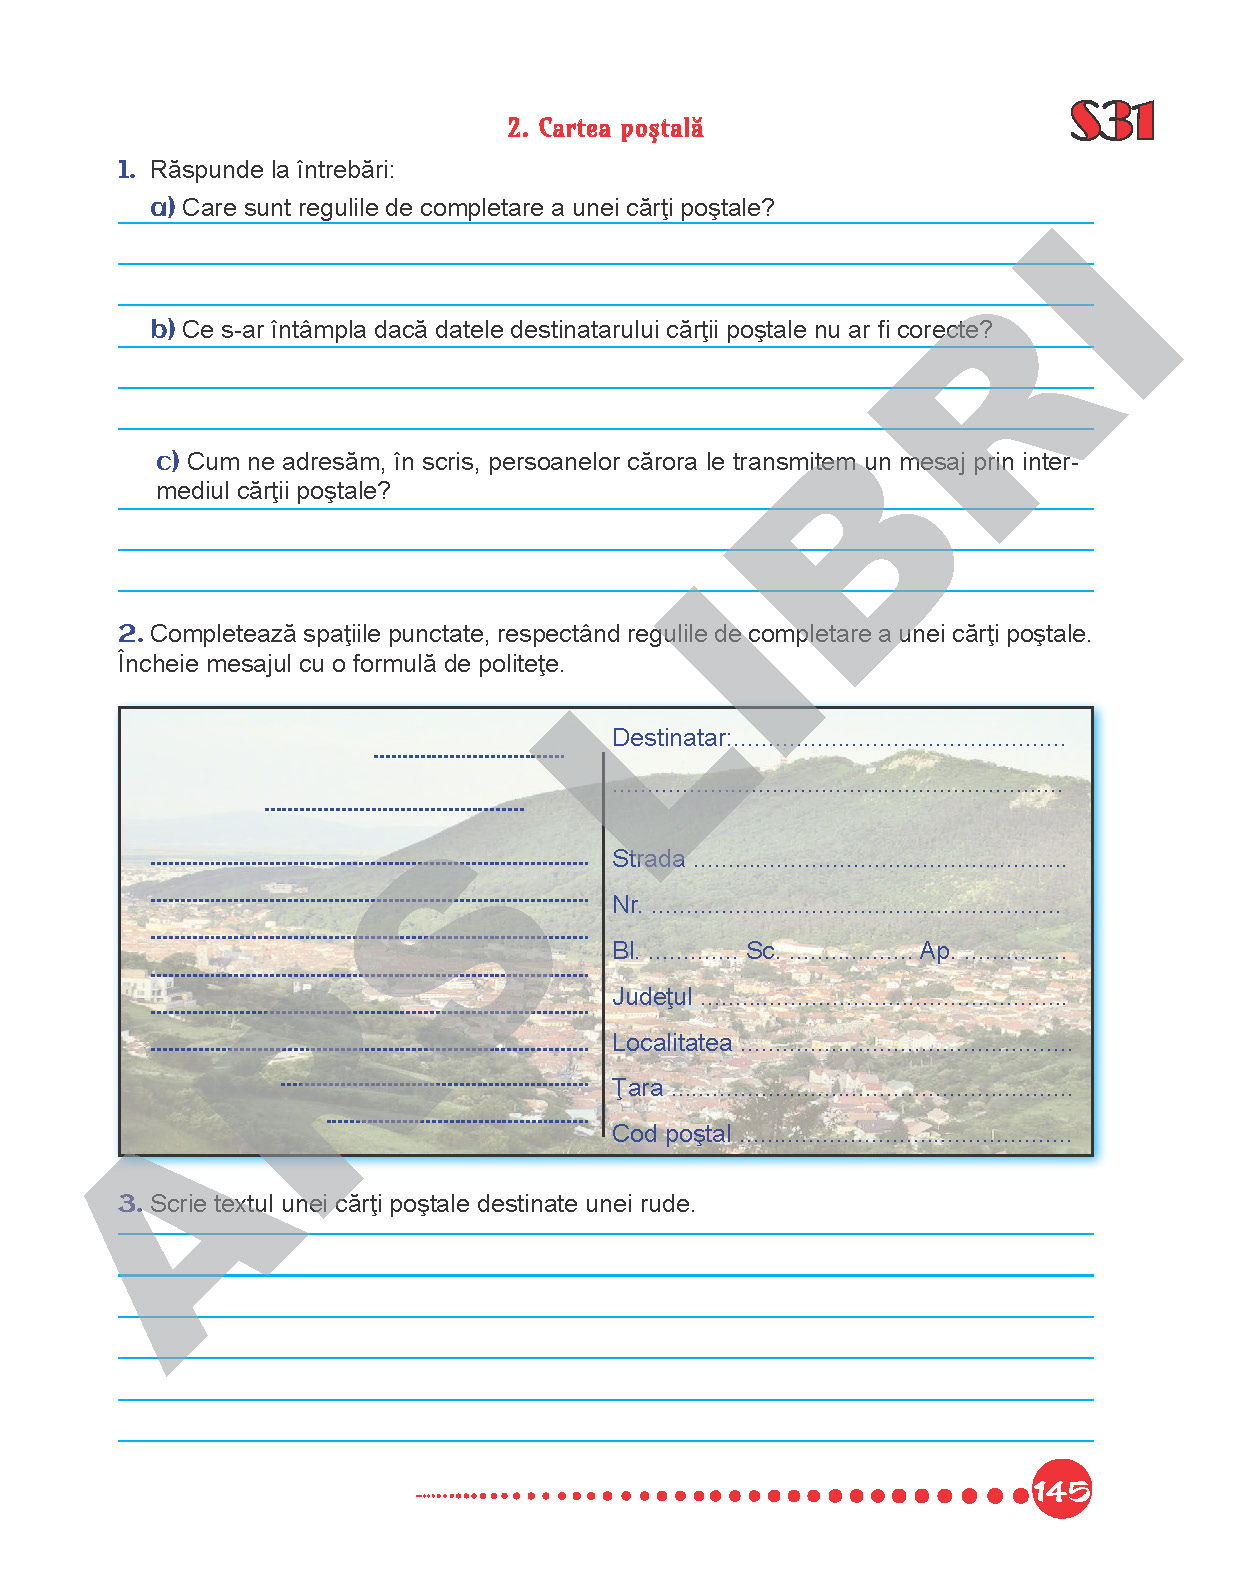 S31
2. Cartea poştală
1. Răspunde la întrebări:
a) Care sunt regulile de completare a unei cărţi poştale?
b) Ce s-ar întâmpla dacă datele destinatarului cărţii poştale nu ar fi corecte?
c) Cum ne adresăm, în scris, persoanelor cărora le transmitem un mesaj prin inter-
mediul cărţii poştale?
2. Completează spaţiile punctate, respectând regulile de completare a unei cărţi poştale.
Încheie mesajul cu o formulă de politeţe.
Destinatar:................................................
.................................................................
Strada ......................................................
Nr. ...........................................................
Bl. ............. Sc. .................. Ap. ...............
Judeţul .....................................................
Localitatea ................................................
Ţara ..........................................................
Cod poştal ................................................
3. Scrie textul unei cărţi poştale destinate unei rude.
145
ARS LIBRI